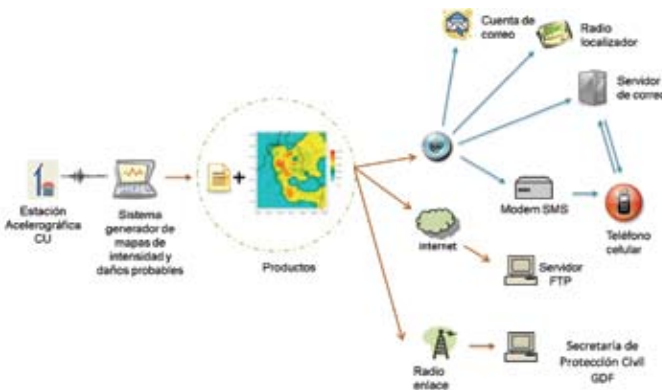 Cuenta de
correo
Radio
localizador
Servidor
de correo
Estación
Acelerográfica
CU
Sistema
generador de
mapas de
intensidad y
daños probables
Productos
Internet
Modem SMS
Teléfono
celular
Servidor
FTP
Radio
enlace
Secretaría de
Protección Civil
GDF